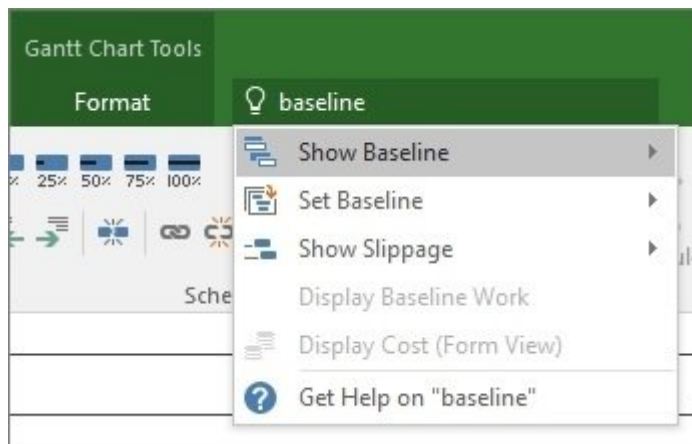 Gantt Chart Tools
Format
baseline
25% 50% 75% 100%
Show Baseline
Set Baseline
Show Slippage
Display Baseline Work
Display Cost (Form View)
Get Help on "baseline"
Sche